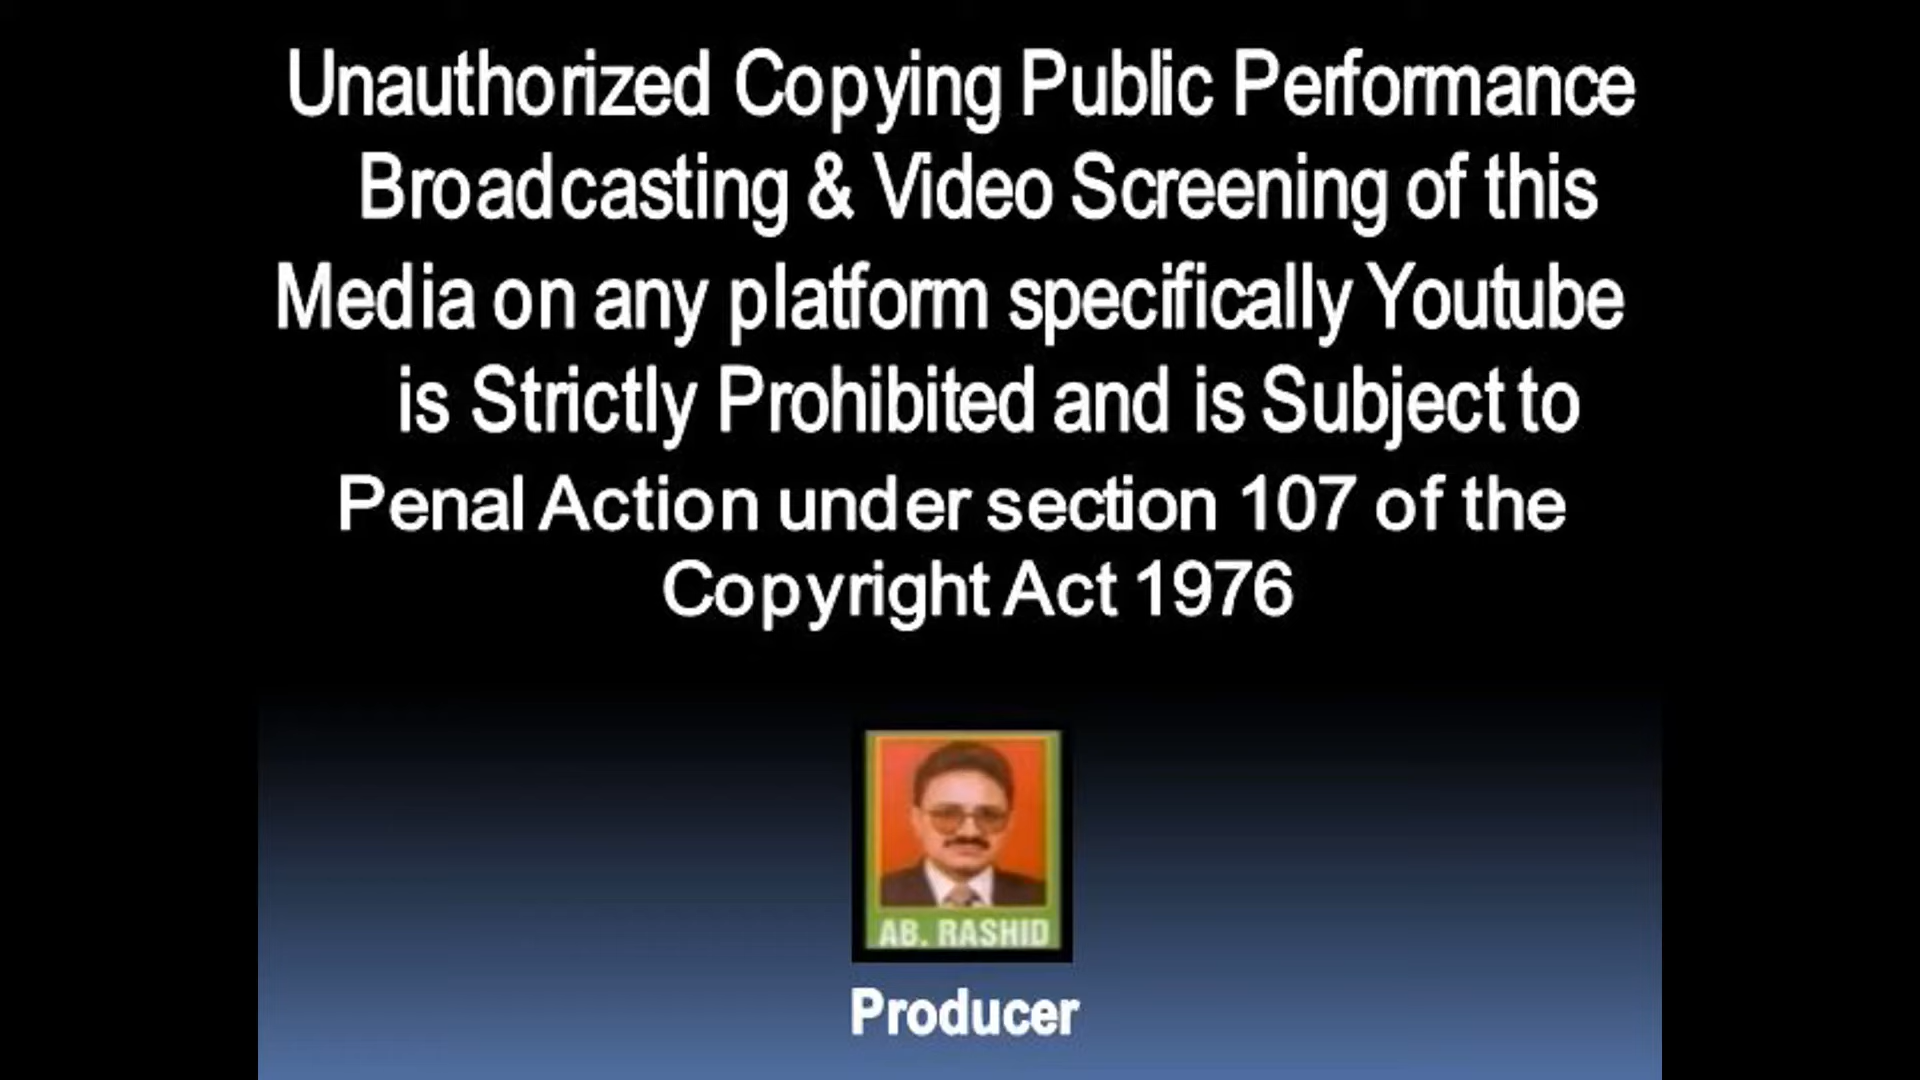 Unauthorized Copying Public Performance
Broadcasting & Video Screening of this
Media on any platform specifically Youtube
is Strictly Prohibited and is Subject to
Penal Action under section 107 of the
Copyright Act 1976
AB. RASHID
Producer